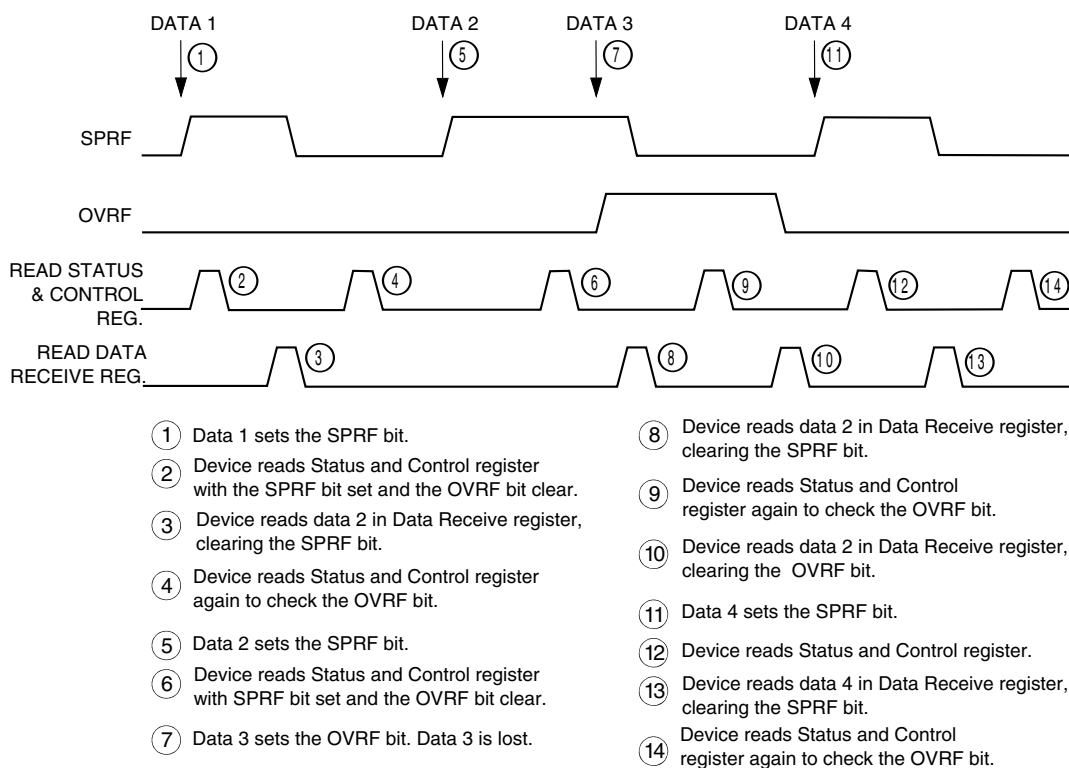 DATA 1 DATA 2 DATA 3 DATA 4
1 5 7 11
SPRF
OVRF
READ STATUS
& CONTROL
REG.
2 4 6 9 12 14
READ DATA
RECEIVE REG.
3 8 10 13
1 Data 1 sets the SPRF bit.
2 Device reads Status and Control register
with the SPRF bit set and the OVRF bit clear.
3 Device reads data 2 in Data Receive register,
clearing the SPRF bit.
4 Device reads Status and Control register
again to check the OVRF bit.
5 Data 2 sets the SPRF bit.
6 Device reads Status and Control register
with SPRF bit set and the OVRF bit clear.
7 Data 3 sets the OVRF bit. Data 3 is lost.
8 Device reads data 2 in Data Receive register,
clearing the SPRF bit.
9 Device reads Status and Control
register again to check the OVRF bit.
10 Device reads data 2 in Data Receive register,
clearing the OVRF bit.
11 Data 4 sets the SPRF bit.
12 Device reads Status and Control register.
13 Device reads data 4 in Data Receive register,
clearing the SPRF bit.
14 Device reads Status and Control
register again to check the OVRF bit.